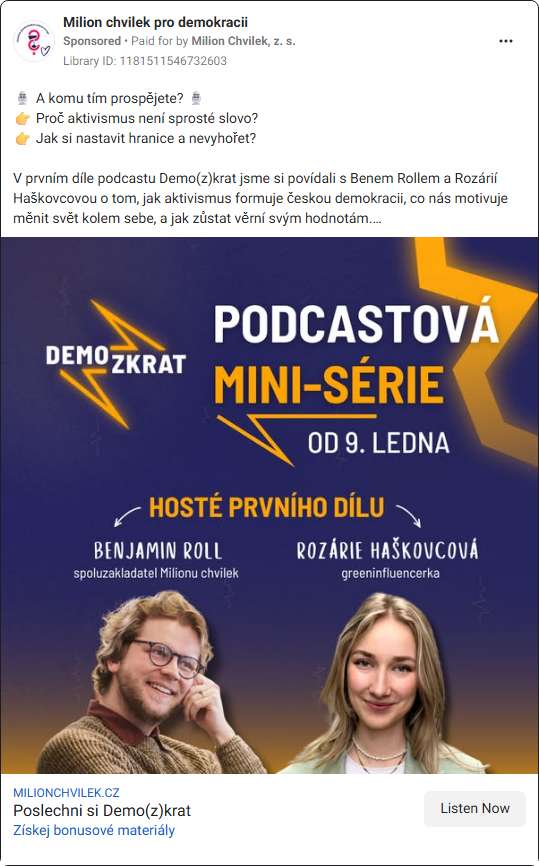 Milion chvilek pro demokracii
Sponsored • Paid for by Milion Chvilek, z. s.
Library ID: 1181511546732603
A komu tím prospějete?
Proč aktivismus není sprosté slovo?
Jak si nastavit hranice a nevyhořet?
V prvním díle podcastu Demo(z)krat jsme si povídali s Benem Rollem a Rozárií
Haškovcovou o tom, jak aktivismus formuje českou demokracii, co nás motivuje
měnit svět kolem sebe, a jak zůstat věrní svým hodnotám....
DEMO
ZKRAT
PODCASTOVÁ
MINI-SÉRIE
OD 9. LEDNA
HOSTÉ PRVNÍHO DÍLU
BENJAMIN ROLL
spoluzakladatel Milionu chvilek
ROZÁRIE HAŠKOVCOVÁ
greeninfluencerka
MILIONCHVILEK.CZ
Poslechni si Demo(z)krat
Získej bonusové materiály
Listen Now